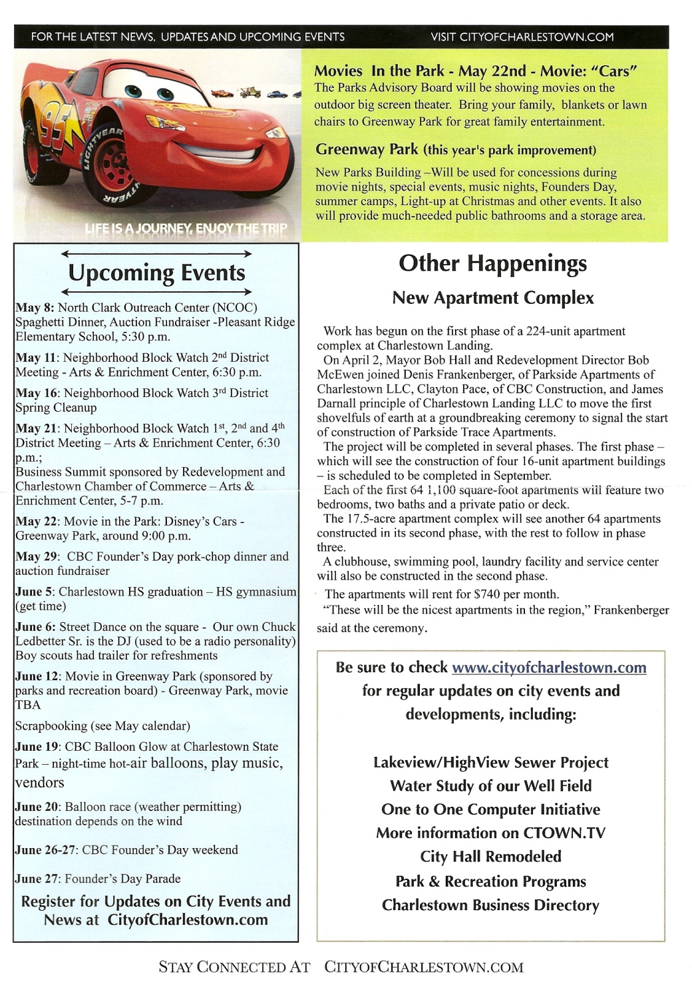 FOR THE LATEST NEWS, UPDATES AND UPCOMING EVENTS VISIT CITYOFCHARLESTOWN.COM
95
LIGHTYEAR
LIFE IS A JOURNEY, ENJOY THE TRIP
Movies In the Park - May 22nd - Movie: “Cars”
The Parks Advisory Board will be showing movies on the
outdoor big screen theater. Bring your family, blankets or lawn
chairs to Greenway Park for great family entertainment.
Greenway Park (this year's park improvement)
New Parks Building –Will be used for concessions during
movie nights, special events, music nights, Founders Day,
summer camps, Light-up at Christmas and other events. It also
will provide much-needed public bathrooms and a storage area.
Upcoming Events
May 8: North Clark Outreach Center (NCOC)
Spaghetti Dinner, Auction Fundraiser -Pleasant Ridge
Elementary School, 5:30 p.m.
May 11: Neighborhood Block Watch 2nd District
Meeting - Arts & Enrichment Center, 6:30 p.m.
May 16: Neighborhood Block Watch 3rd District
Spring Cleanup
May 21: Neighborhood Block Watch 1st, 2nd and 4th
District Meeting – Arts & Enrichment Center, 6:30
p.m.;
Business Summit sponsored by Redevelopment and
Charlestown Chamber of Commerce – Arts &
Enrichment Center, 5-7 p.m.
May 22: Movie in the Park: Disney’s Cars -
Greenway Park, around 9:00 p.m.
May 29: CBC Founder’s Day pork-chop dinner and
auction fundraiser
June 5: Charlestown HS graduation – HS gymnasium
(get time)
June 6: Street Dance on the square - Our own Chuck
Ledbetter Sr. is the DJ (used to be a radio personality)
Boy scouts had trailer for refreshments
June 12: Movie in Greenway Park (sponsored by
parks and recreation board) - Greenway Park, movie
TBA
Scrapbooking (see May calendar)
June 19: CBC Balloon Glow at Charlestown State
Park – night-time hot-air balloons, play music,
vendors
June 20: Balloon race (weather permitting)
destination depends on the wind
June 26-27: CBC Founder’s Day weekend
June 27: Founder’s Day Parade
Register for Updates on City Events and
News at CityofCharlestown.com
Other Happenings
New Apartment Complex
Work has begun on the first phase of a 224-unit apartment
complex at Charlestown Landing.
On April 2, Mayor Bob Hall and Redevelopment Director Bob
McEwen joined Denis Frankenberger, of Parkside Apartments of
Charlestown LLC, Clayton Pace, of CBC Construction, and James
Darnall principle of Charlestown Landing LLC to move the first
shovelfuls of earth at a groundbreaking ceremony to signal the start
of construction of Parkside Trace Apartments.
The project will be completed in several phases. The first phase –
which will see the construction of four 16-unit apartment buildings
– is scheduled to be completed in September.
Each of the first 64 1,100 square-foot apartments will feature two
bedrooms, two baths and a private patio or deck.
The 17.5-acre apartment complex will see another 64 apartments
constructed in its second phase, with the rest to follow in phase
three.
A clubhouse, swimming pool, laundry facility and service center
will also be constructed in the second phase.
The apartments will rent for $740 per month.
“These will be the nicest apartments in the region,” Frankenberger
said at the ceremony.
Be sure to check www.cityofcharlestown.com
for regular updates on city events and
developments, including:
Lakeview/HighView Sewer Project
Water Study of our Well Field
One to One Computer Initiative
More information on CTOWN.TV
City Hall Remodeled
Park & Recreation Programs
Charlestown Business Directory
STAY CONNECTED AT CITYOFCHARLESTOWN.COM